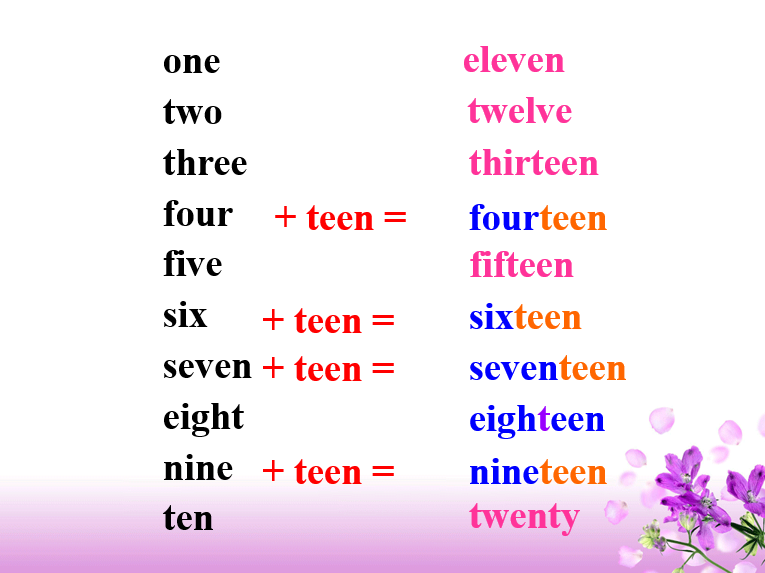 one eleven
two twelve
three thirteen
four + teen = fourteen
five fifteen
six + teen = sixteen
seven + teen = seventeen
eight eighteen
nine + teen = nineteen
ten twenty